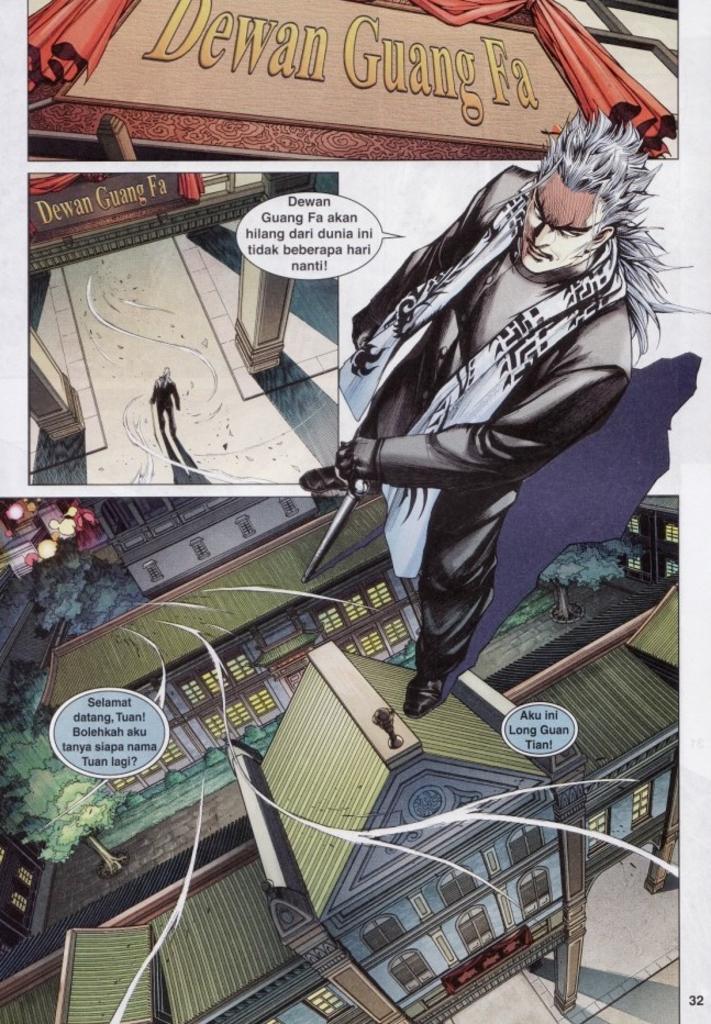 Dewan Guang Fa
Dewan Guang Fa
Dewan
Guang Fa akan
hilang dari dunia ini
tidak beberapa hari
nanti!
Selamat
datang, Tuan!
Bolehkah aku
tanya siapa nama
Tuan lagi?
Aku ini
Long Guan
Tian!
32